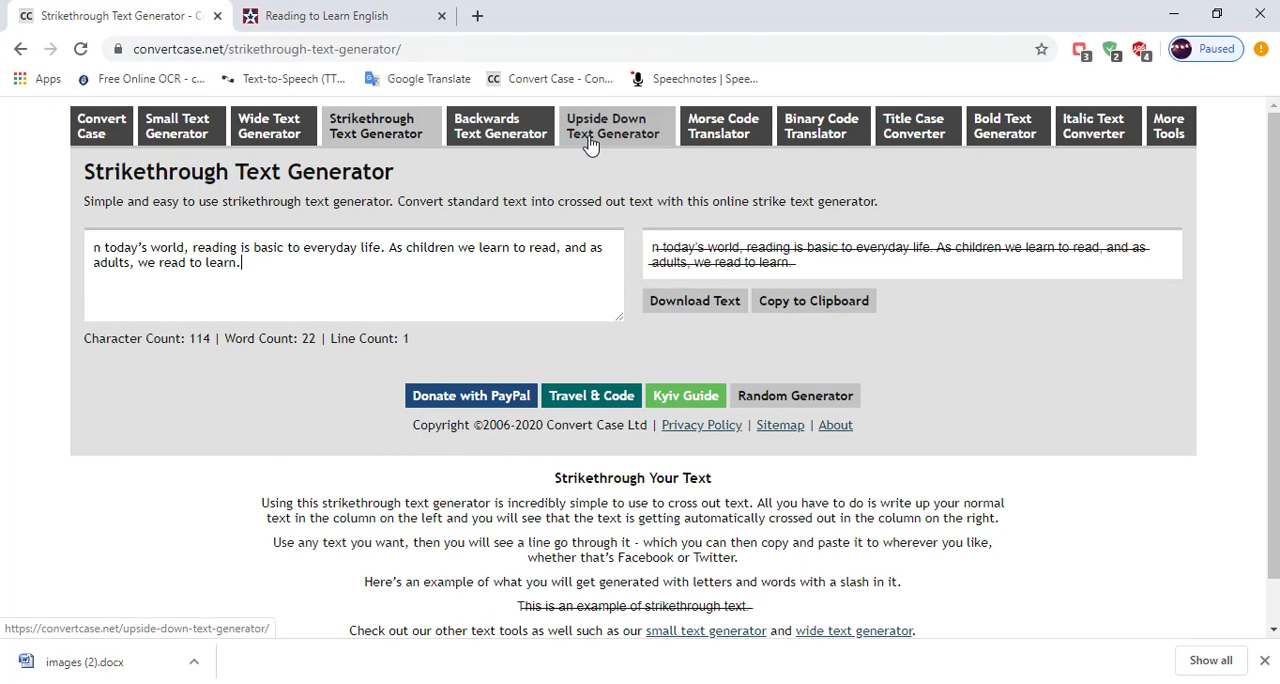 CC Strikethrough Text Generator - C
Reading to Learn English
convertcase.net/strikethrough-text-generator/
3 2 4 Paused
Apps Free Online OCR - c... Text-to-Speech (TT... Google Translate CC Convert Case - Con... Speechnotes | Spee...
Convert Case
Small Text Generator
Wide Text Generator
Strikethrough Text Generator
Backwards Text Generator
Upside Down Text Generator
Morse Code Translator
Binary Code Translator
Title Case Converter
Bold Text Generator
Italic Text Converter
More Tools
Strikethrough Text Generator
Simple and easy to use strikethrough text generator. Convert standard text into crossed out text with this online strike text generator.
n today's world, reading is basic to everyday life. As children we learn to read, and as
adults, we read to learn.
n today's world, reading is basic to everyday life. As children we learn to read, and as
adults, we read to learn.
Download Text Copy to Clipboard
Character Count: 114 | Word Count: 22 | Line Count: 1
Donate with PayPal Travel & Code Kyiv Guide Random Generator
Copyright ©2006-2020 Convert Case Ltd | Privacy Policy | Sitemap | About
Strikethrough Your Text
Using this strikethrough text generator is incredibly simple to use to cross out text. All you have to do is write up your normal
text in the column on the left and you will see that the text is getting automatically crossed out in the column on the right.
Use any text you want, then you will see a line go through it - which you can then copy and paste it to wherever you like,
whether that's Facebook or Twitter.
Here's an example of what you will get generated with letters and words with a slash in it.
This is an example of strikethrough text.
Check out our other text tools as well such as our small text generator and wide text generator.
https://convertcase.net/upside-down-text-generator/
images (2).docx
Show all